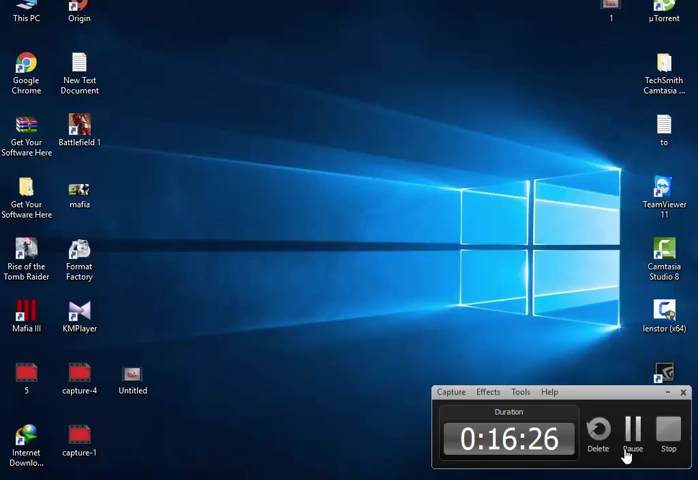 This PC
Origin
1
µTorrent
Google
Chrome
New Text
Document
TechSmith
Camtasia ...
Get Your
Software Here
Battlefield 1
to
Get Your
Software Here
mafia
TeamViewer
11
Rise of the
Tomb Raider
Format
Factory
Camtasia
Studio 8
Mafia III
KMPlayer
lenstor (x64)
5
capture-4
Untitled
Internet
Downlo...
capture-1
Capture Effects Tools Help
Duration
0:16:26
Delete
Pause
Stop